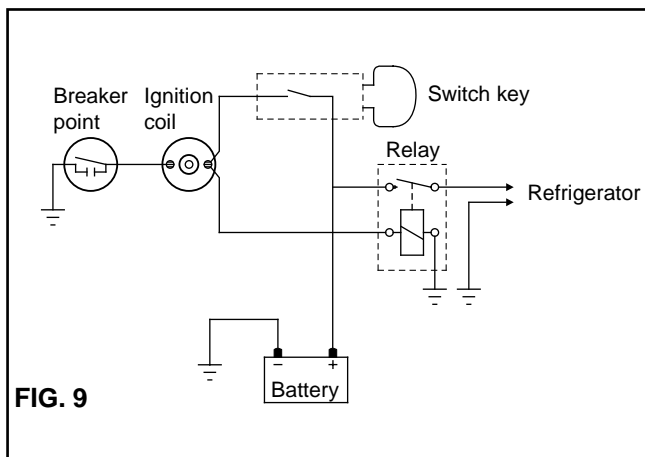 Breaker
point
Ignition
coil
Switch key
Relay
Refrigerator
− +
Battery
FIG. 9